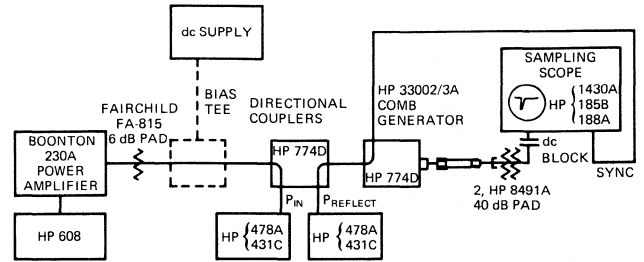 dc SUPPLY
BIAS
TEE
FAIRCHILD
FA-815
6 dB PAD
DIRECTIONAL
COUPLERS
HP 33002/3A
COMB
GENERATOR
SAMPLING
SCOPE
HP { 1430A
185B
188A
dc
BLOCK
SYNC
BOONTON
230A
POWER
AMPLIFIER
HP 774D
HP 774D
2, HP 8491A
40 dB PAD
PIN
PREFLECT
HP 608
HP { 478A
431C
HP { 478A
431C